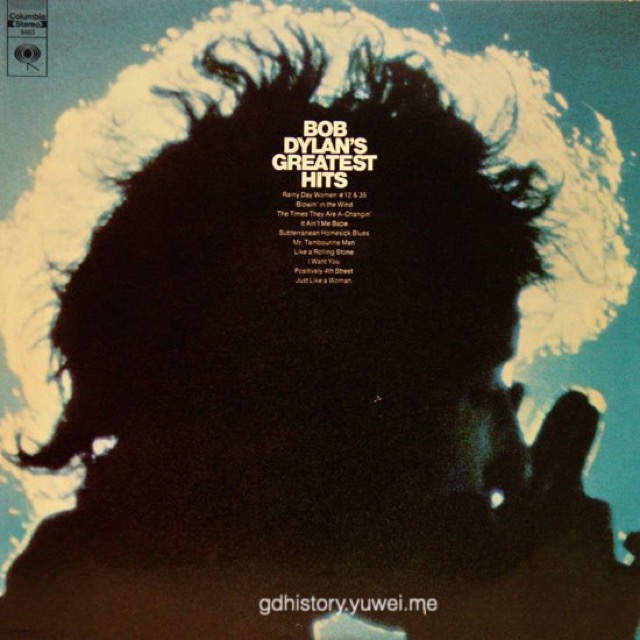 Columbia
Stereo
9463
BOB
DYLAN'S
GREATEST
HITS
Rainy Day Women #12 & 35
Blowin' in the Wind
The Times They Are A-Changin'
It Ain't Me Babe
Subterranean Homesick Blues
Mr. Tambourine Man
Like a Rolling Stone
I Want You
Positively 4th Street
Just Like a Woman
gdhistory.yuwei.me